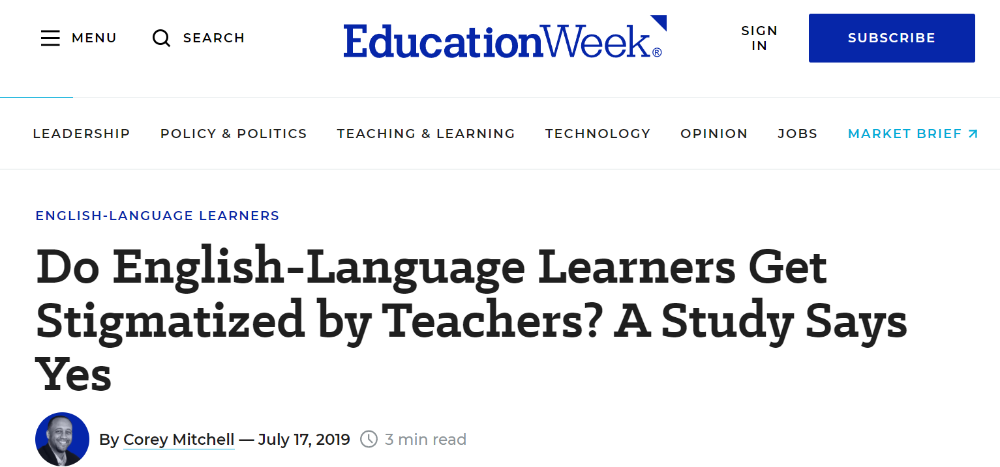 MENU
SEARCH
EducationWeek®
SIGN
IN
SUBSCRIBE
LEADERSHIP
POLICY & POLITICS
TEACHING & LEARNING
TECHNOLOGY
OPINION
JOBS
MARKET BRIEF
ENGLISH-LANGUAGE LEARNERS
Do English-Language Learners Get
Stigmatized by Teachers? A Study Says
Yes
By Corey Mitchell — July 17, 2019
3 min read